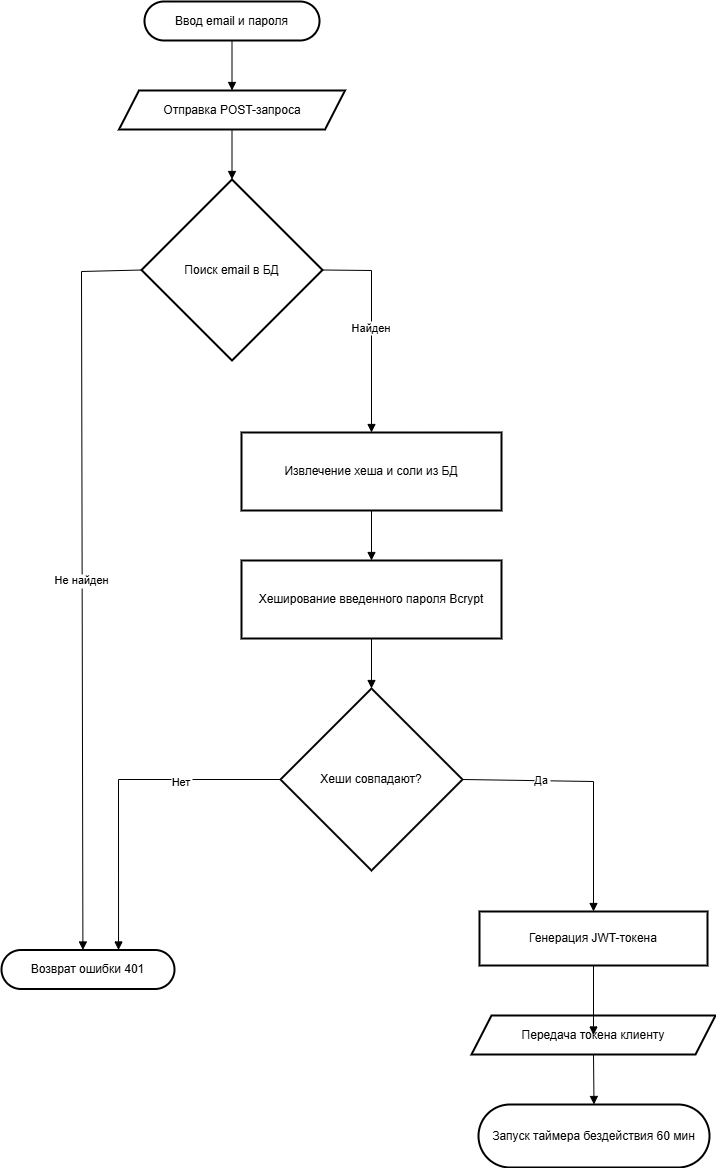 Ввод email и пароля
Отправка POST-запроса
Поиск email в БД
Найден
Извлечение хеша и соли из БД
Не найден
Хеширование введенного пароля Bcrypt
Хеши совпадают?
Нет
Да
Генерация JWT-токена
Возврат ошибки 401
Передача токена клиенту
Запуск таймера бездействия 60 мин